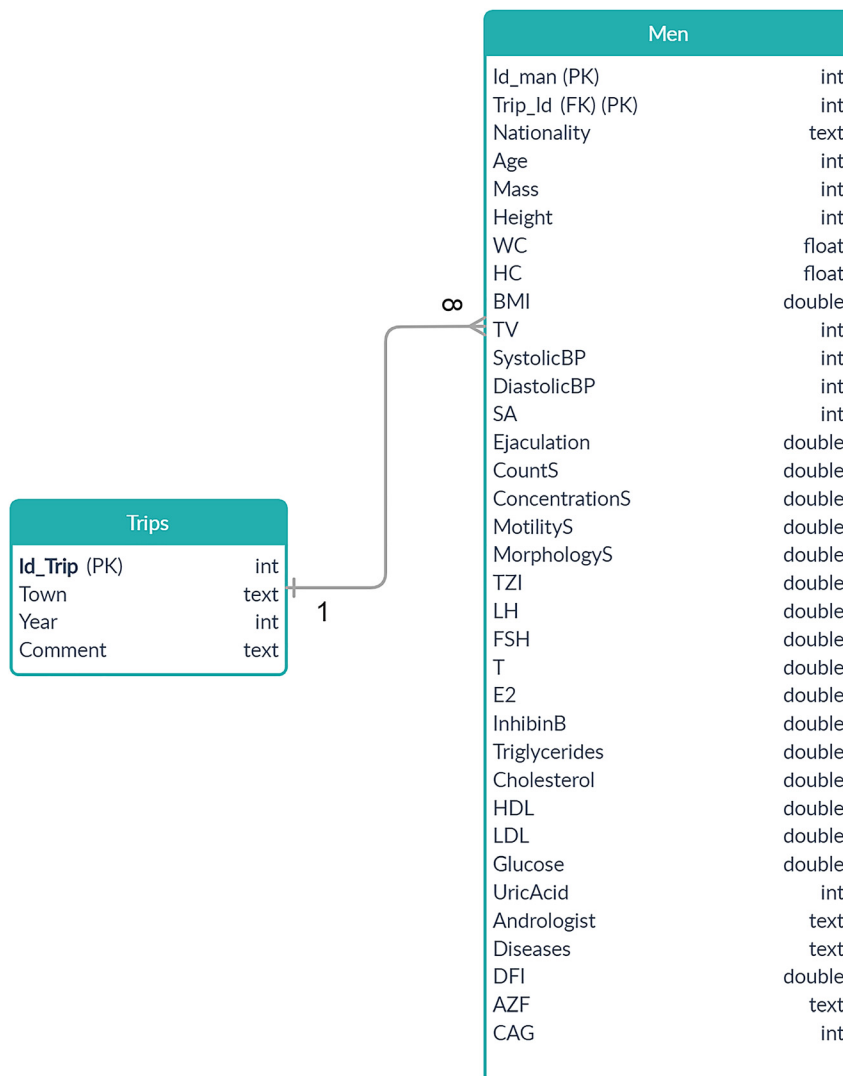 Men
Id_man (PK) int
Trip_Id (FK) (PK) int
Nationality text
Age int
Mass int
Height int
WC float
HC float
BMI double
TV int
SystolicBP int
DiastolicBP int
SA int
Ejaculation double
CountS double
ConcentrationS double
MotilityS double
MorphologyS double
TZI double
LH double
FSH double
T double
E2 double
InhibinB double
Triglycerides double
Cholesterol double
HDL double
LDL double
Glucose double
UricAcid int
Andrologist text
Diseases text
DFI double
AZF text
CAG int
∞
1
Trips
Id_Trip (PK) int
Town text
Year int
Comment text